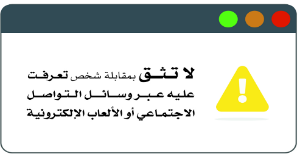 لا تثق بمقابلة شخص تعرفت
عليه عبر وسائل التواصل
الاجتماعي أو الألعاب الإلكترونية